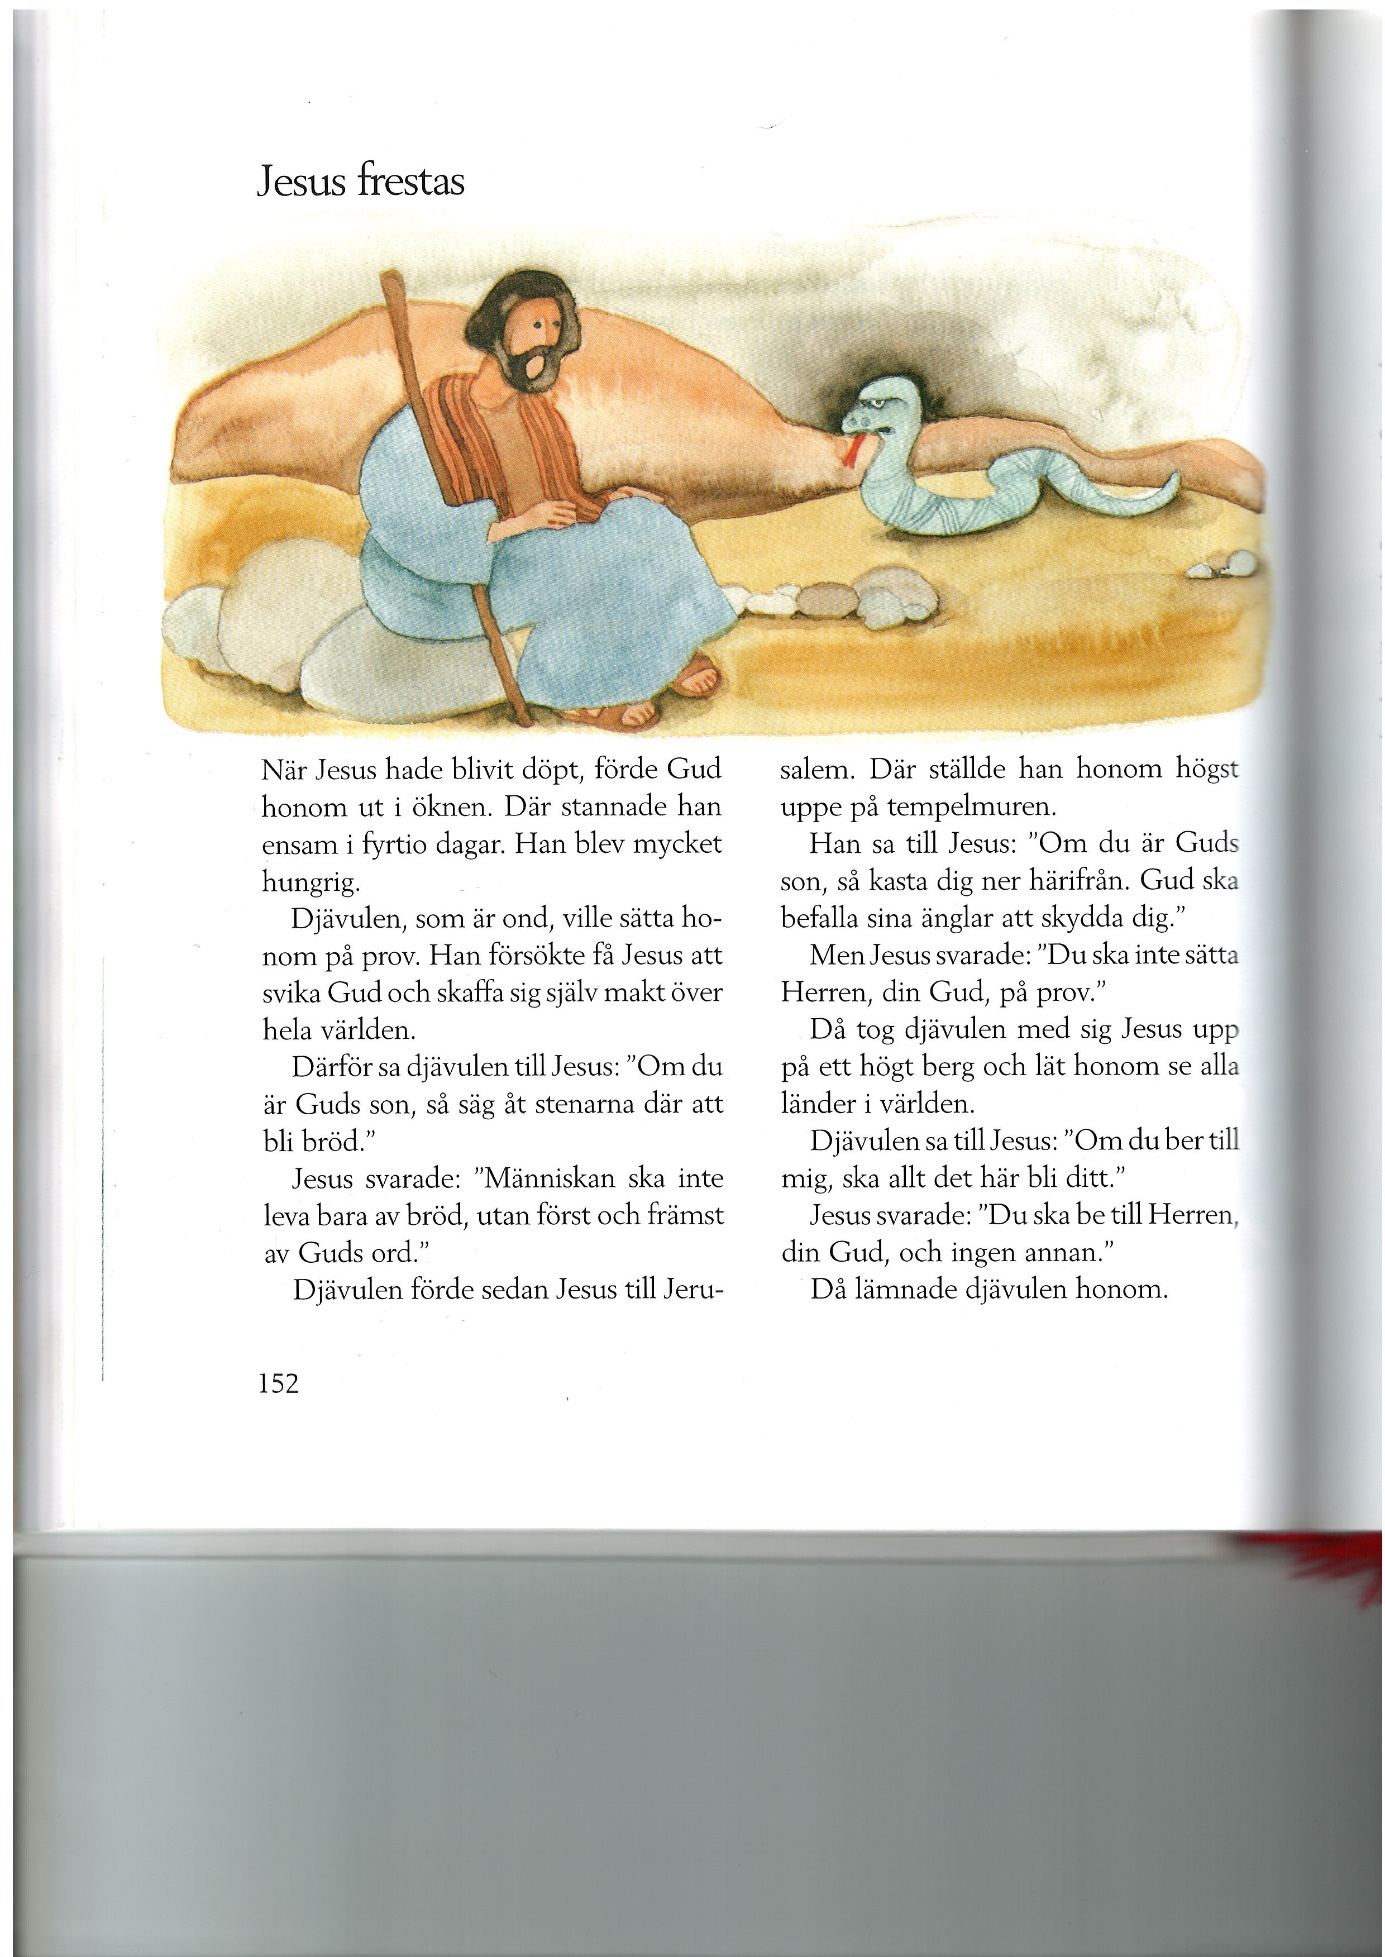 Jesus frestas
När Jesus hade blivit döpt, förde Gud
honom ut i öknen. Där stannade han
ensam i fyrtio dagar. Han blev mycket
hungrig.
Djävulen, som är ond, ville sätta ho-
nom på prov. Han försökte få Jesus att
svika Gud och skaffa sig själv makt över
hela världen.
Därför sa djävulen till Jesus: ”Om du
är Guds son, så säg åt stenarna där att
bli bröd.”
Jesus svarade: ”Människan ska inte
leva bara av bröd, utan först och främst
av Guds ord.”
Djävulen förde sedan Jesus till Jeru-
salem. Där ställde han honom högst
uppe på tempelmuren.
Han sa till Jesus: ”Om du är Guds
son, så kasta dig ner härifrån. Gud ska
befalla sina änglar att skydda dig.”
Men Jesus svarade: ”Du ska inte sätta
Herren, din Gud, på prov.”
Då tog djävulen med sig Jesus upp
på ett högt berg och lät honom se alla
länder i världen.
Djävulen sa till Jesus: ”Om du ber till
mig, ska allt det här bli ditt.”
Jesus svarade: ”Du ska be till Herren,
din Gud, och ingen annan.”
Då lämnade djävulen honom.
152